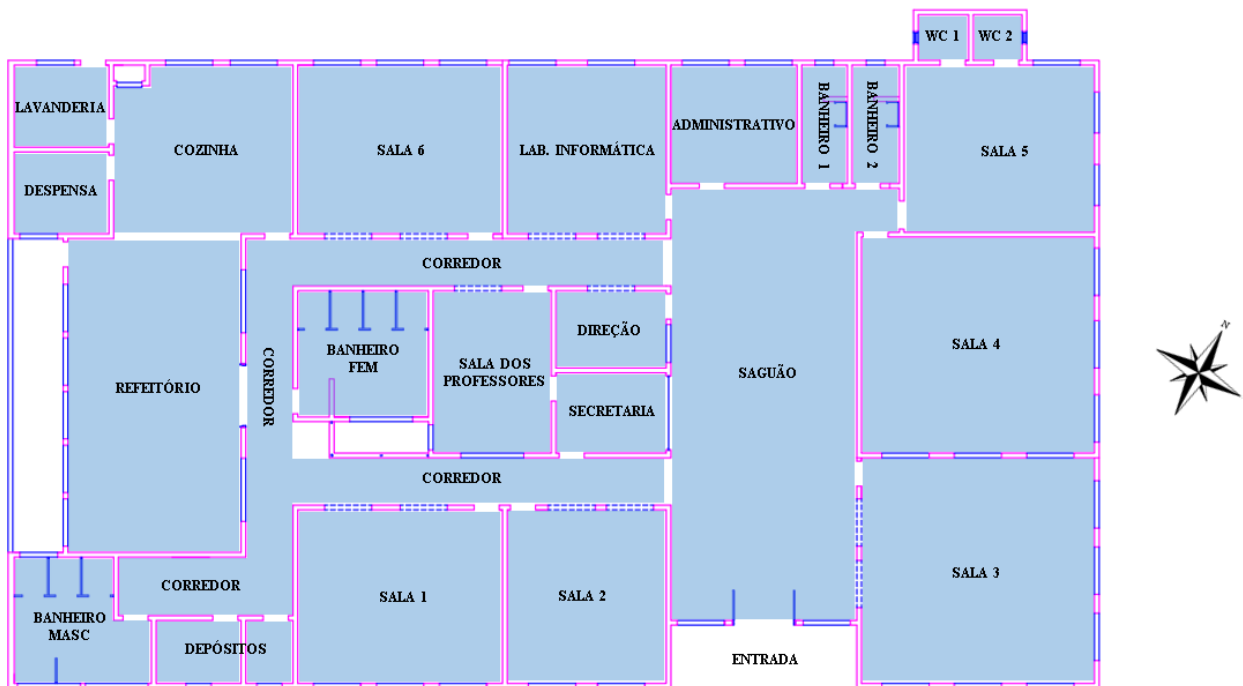 WC 1
WC 2
LAVANDERIA
COZINHA
SALA 6
LAB. INFORMÁTICA
ADMINISTRATIVO
BANHEIRO 1
BANHEIRO 2
SALA 5
DESPENSA
CORREDOR
N
DIREÇÃO
SALA 4
BANHEIRO
FEM
SALA DOS
PROFESSORES
SAGUÃO
REFEITÓRIO
CORREDOR
SECRETARIA
CORREDOR
SALA 3
CORREDOR
SALA 1
SALA 2
BANHEIRO
MASC
DEPÓSITOS
ENTRADA